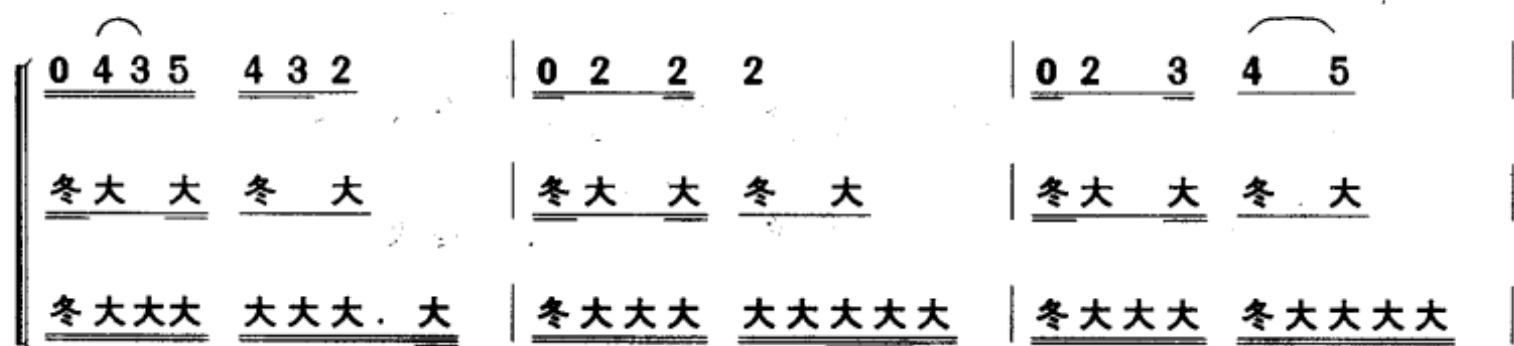 0 4 3 5 4 3 2 | 0 2 2 2 | 0 2 3 4 5 |
冬 大 大 冬 大 | 冬 大 大 冬 大 | 冬 大 大 冬 大 |
冬 大 大 大 大 大 大 . 大 | 冬 大 大 大 大 大 大 大 大 | 冬 大 大 大 冬 大 大 大 大 |